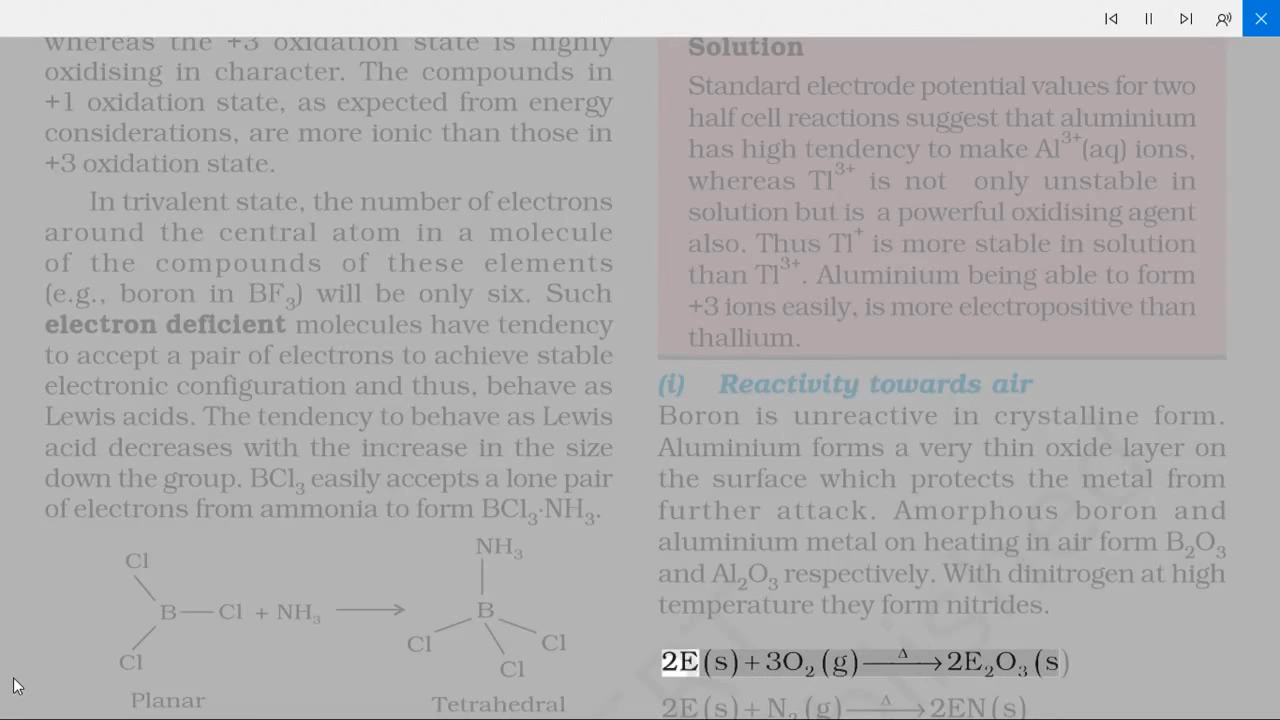 whereas the +3 oxidation state is highly
oxidising in character. The compounds in
+1 oxidation state, as expected from energy
considerations, are more ionic than those in
+3 oxidation state.
In trivalent state, the number of electrons
around the central atom in a molecule
of the compounds of these elements
(e.g., boron in BF₃) will be only six. Such
electron deficient molecules have tendency
to accept a pair of electrons to achieve stable
electronic configuration and thus, behave as
Lewis acids. The tendency to behave as Lewis
acid decreases with the increase in the size
down the group. BCl₃ easily accepts a lone pair
of electrons from ammonia to form BCl₃·NH₃.
Cl
B—Cl + NH₃ ⟶
Cl
Planar
NH₃
B
Cl Cl
Cl
Tetrahedral
Solution
Standard electrode potential values for two
half cell reactions suggest that aluminium
has high tendency to make Al³⁺(aq) ions,
whereas Tl³⁺ is not only unstable in
solution but is a powerful oxidising agent
also. Thus Tl⁺ is more stable in solution
than Tl³⁺. Aluminium being able to form
+3 ions easily, is more electropositive than
thallium.
(i) Reactivity towards air
Boron is unreactive in crystalline form.
Aluminium forms a very thin oxide layer on
the surface which protects the metal from
further attack. Amorphous boron and
aluminium metal on heating in air form B₂O₃
and Al₂O₃ respectively. With dinitrogen at high
temperature they form nitrides.
2E(s) + 3O₂(g) —Δ→ 2E₂O₃(s)
2E(s) + N₂(g) —Δ→ 2EN(s)